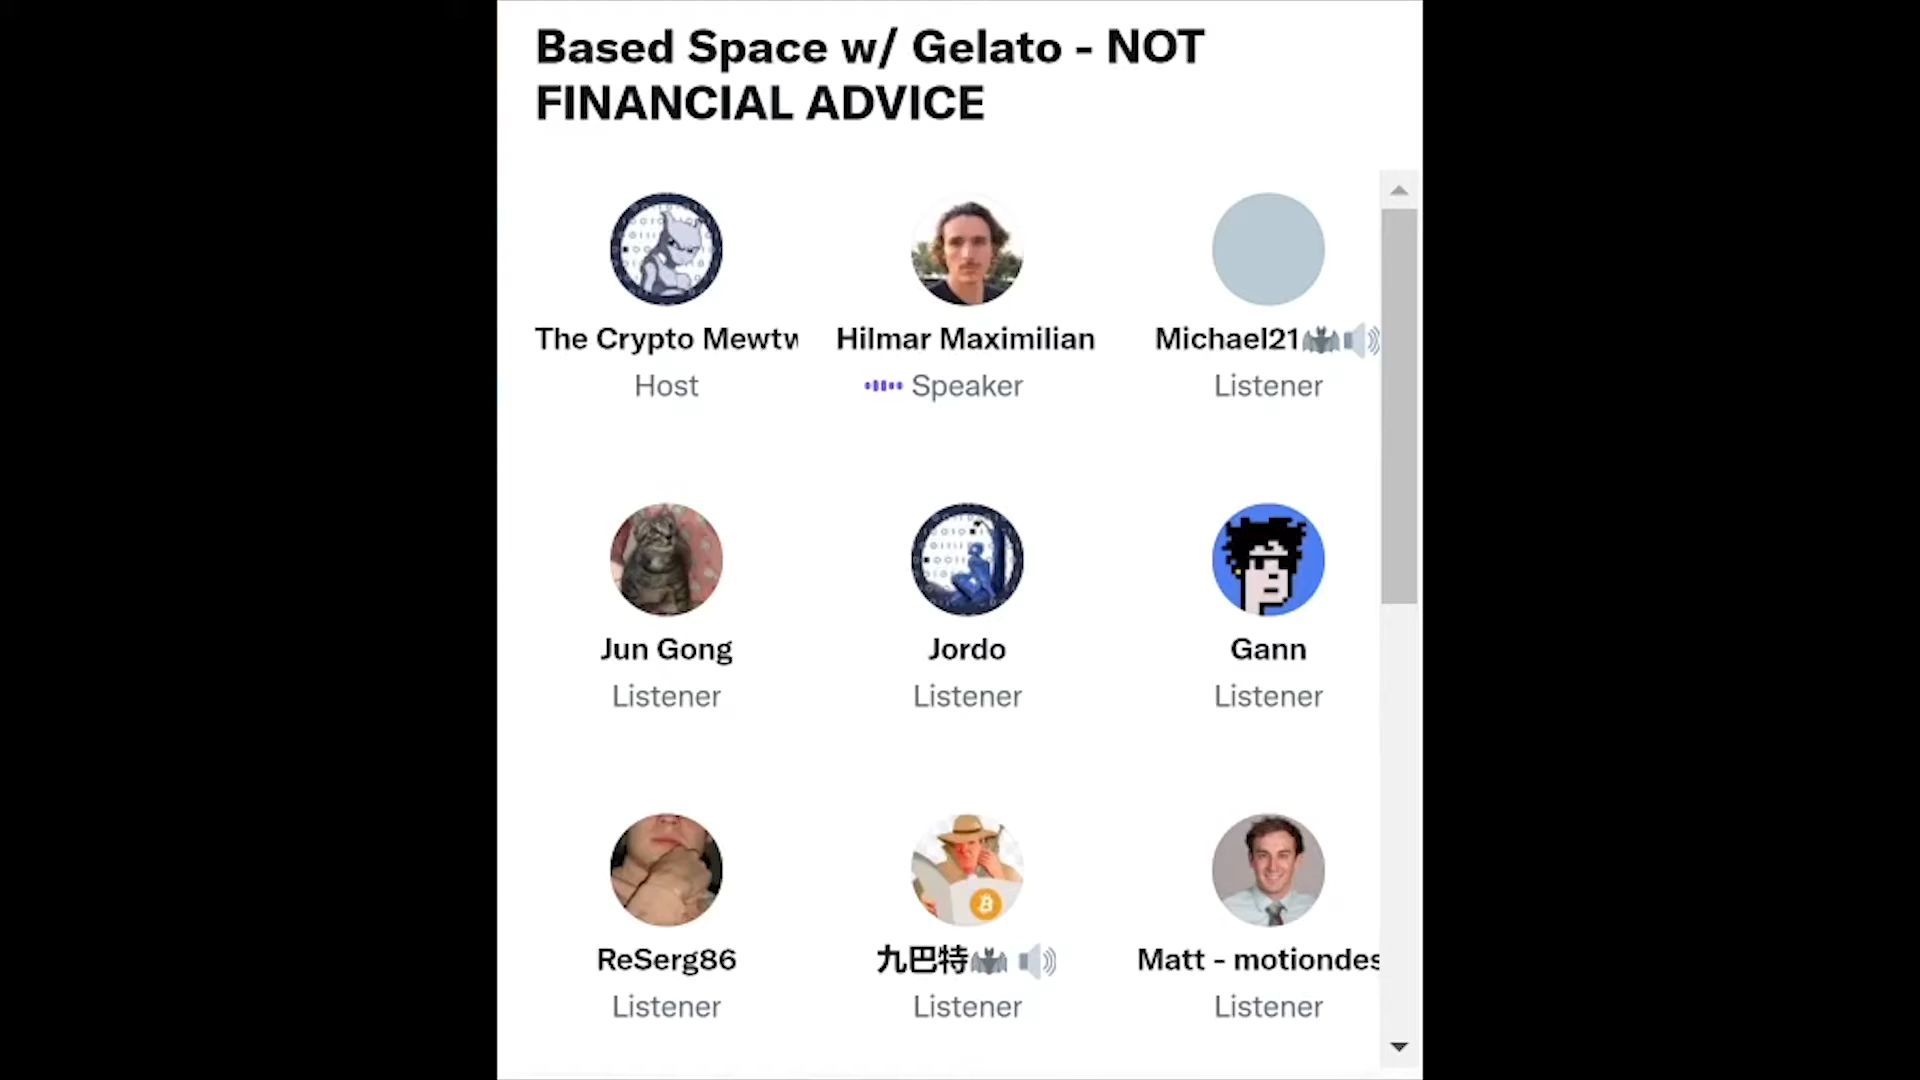 Based Space w/ Gelato - NOT
FINANCIAL ADVICE
The Crypto Mewtw
Hilmar Maximilian
Michael21🦇🔊
Host
Speaker
Listener
Jun Gong
Jordo
Gann
Listener
Listener
Listener
ReSerg86
九巴特🦇🔊
Matt - motiondes
Listener
Listener
Listener